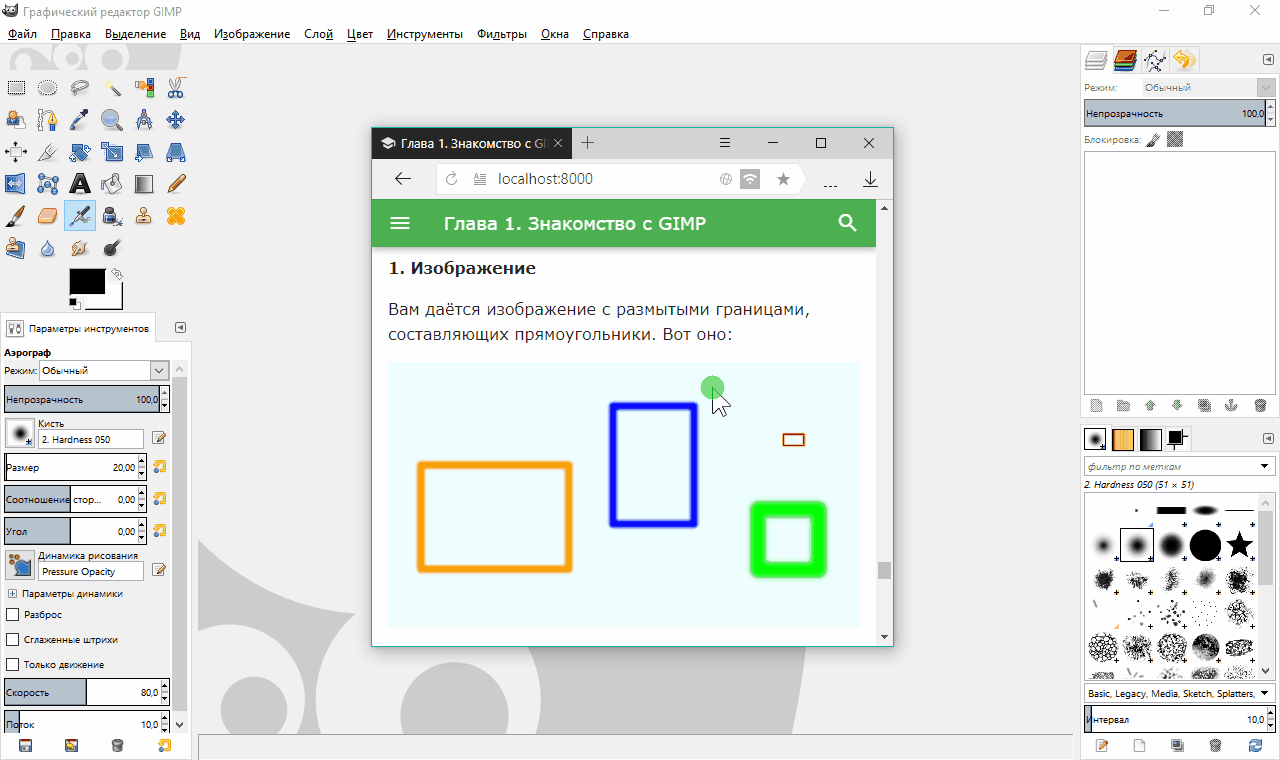 Графический редактор GIMP
Файл Правка Выделение Вид Изображение Слой Цвет Инструменты Фильтры Окна Справка
Параметры инструментов
Аэрограф
Режим: Обычный
Непрозрачность 100,0
Кисть
2. Hardness 050
Размер 20,00
Соотношение стор... 0,00
Угол 0,00
Динамика рисования
Pressure Opacity
Параметры динамики
Разброс
Сглаженные штрихи
Только движение
Скорость 80,0
Поток 10,0
Глава 1. Знакомство с GI
localhost:8000
Глава 1. Знакомство с GIMP
1. Изображение
Вам даётся изображение с размытыми границами,
составляющих прямоугольники. Вот оно:
Режим: Обычный
Непрозрачность 100,0
Блокировка:
фильтр по меткам
2. Hardness 050 (51 × 51)
Basic, Legacy, Media, Sketch, Splatters,
Интервал 10,0